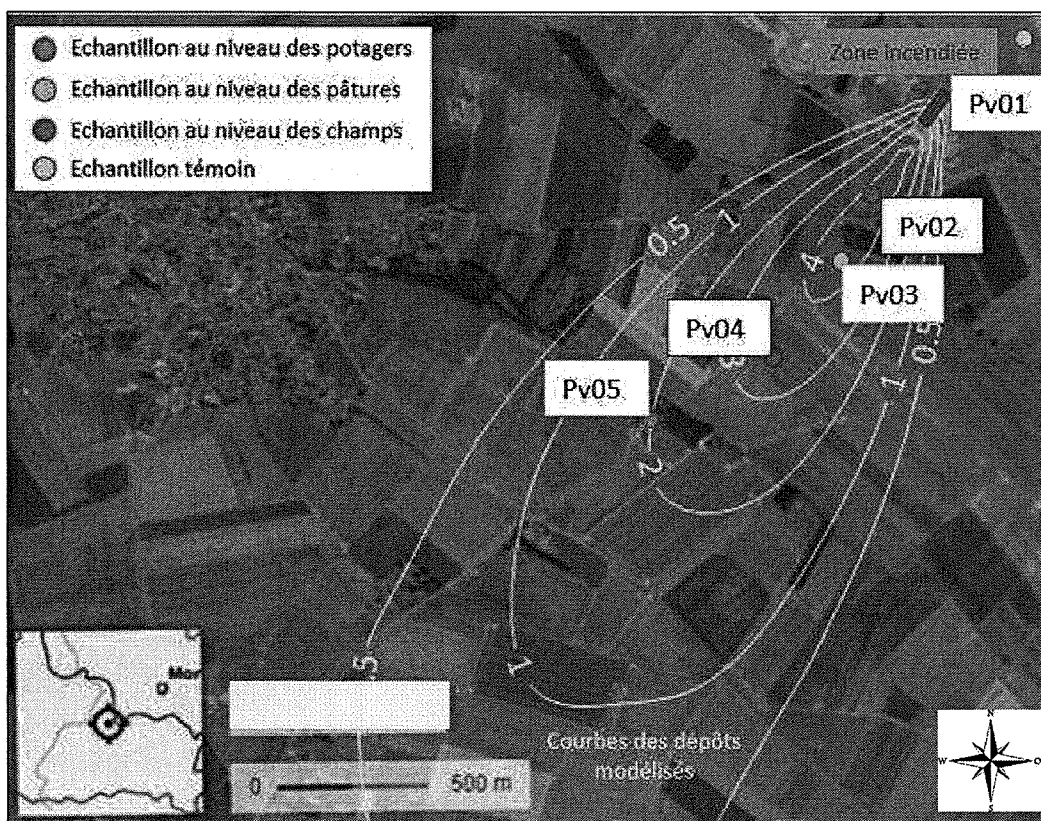 Echantillon au niveau des potagers
Echantillon au niveau des pâtures
Echantillon au niveau des champs
Echantillon témoin
Zone incendiée
Pv01
Pv02
Pv03
Pv04
Pv05
0.5
1
4
3
2
1
0.5
1
.5
Courbes des dépôts
modélisés
0
500 m
Mar
N
W
O
S